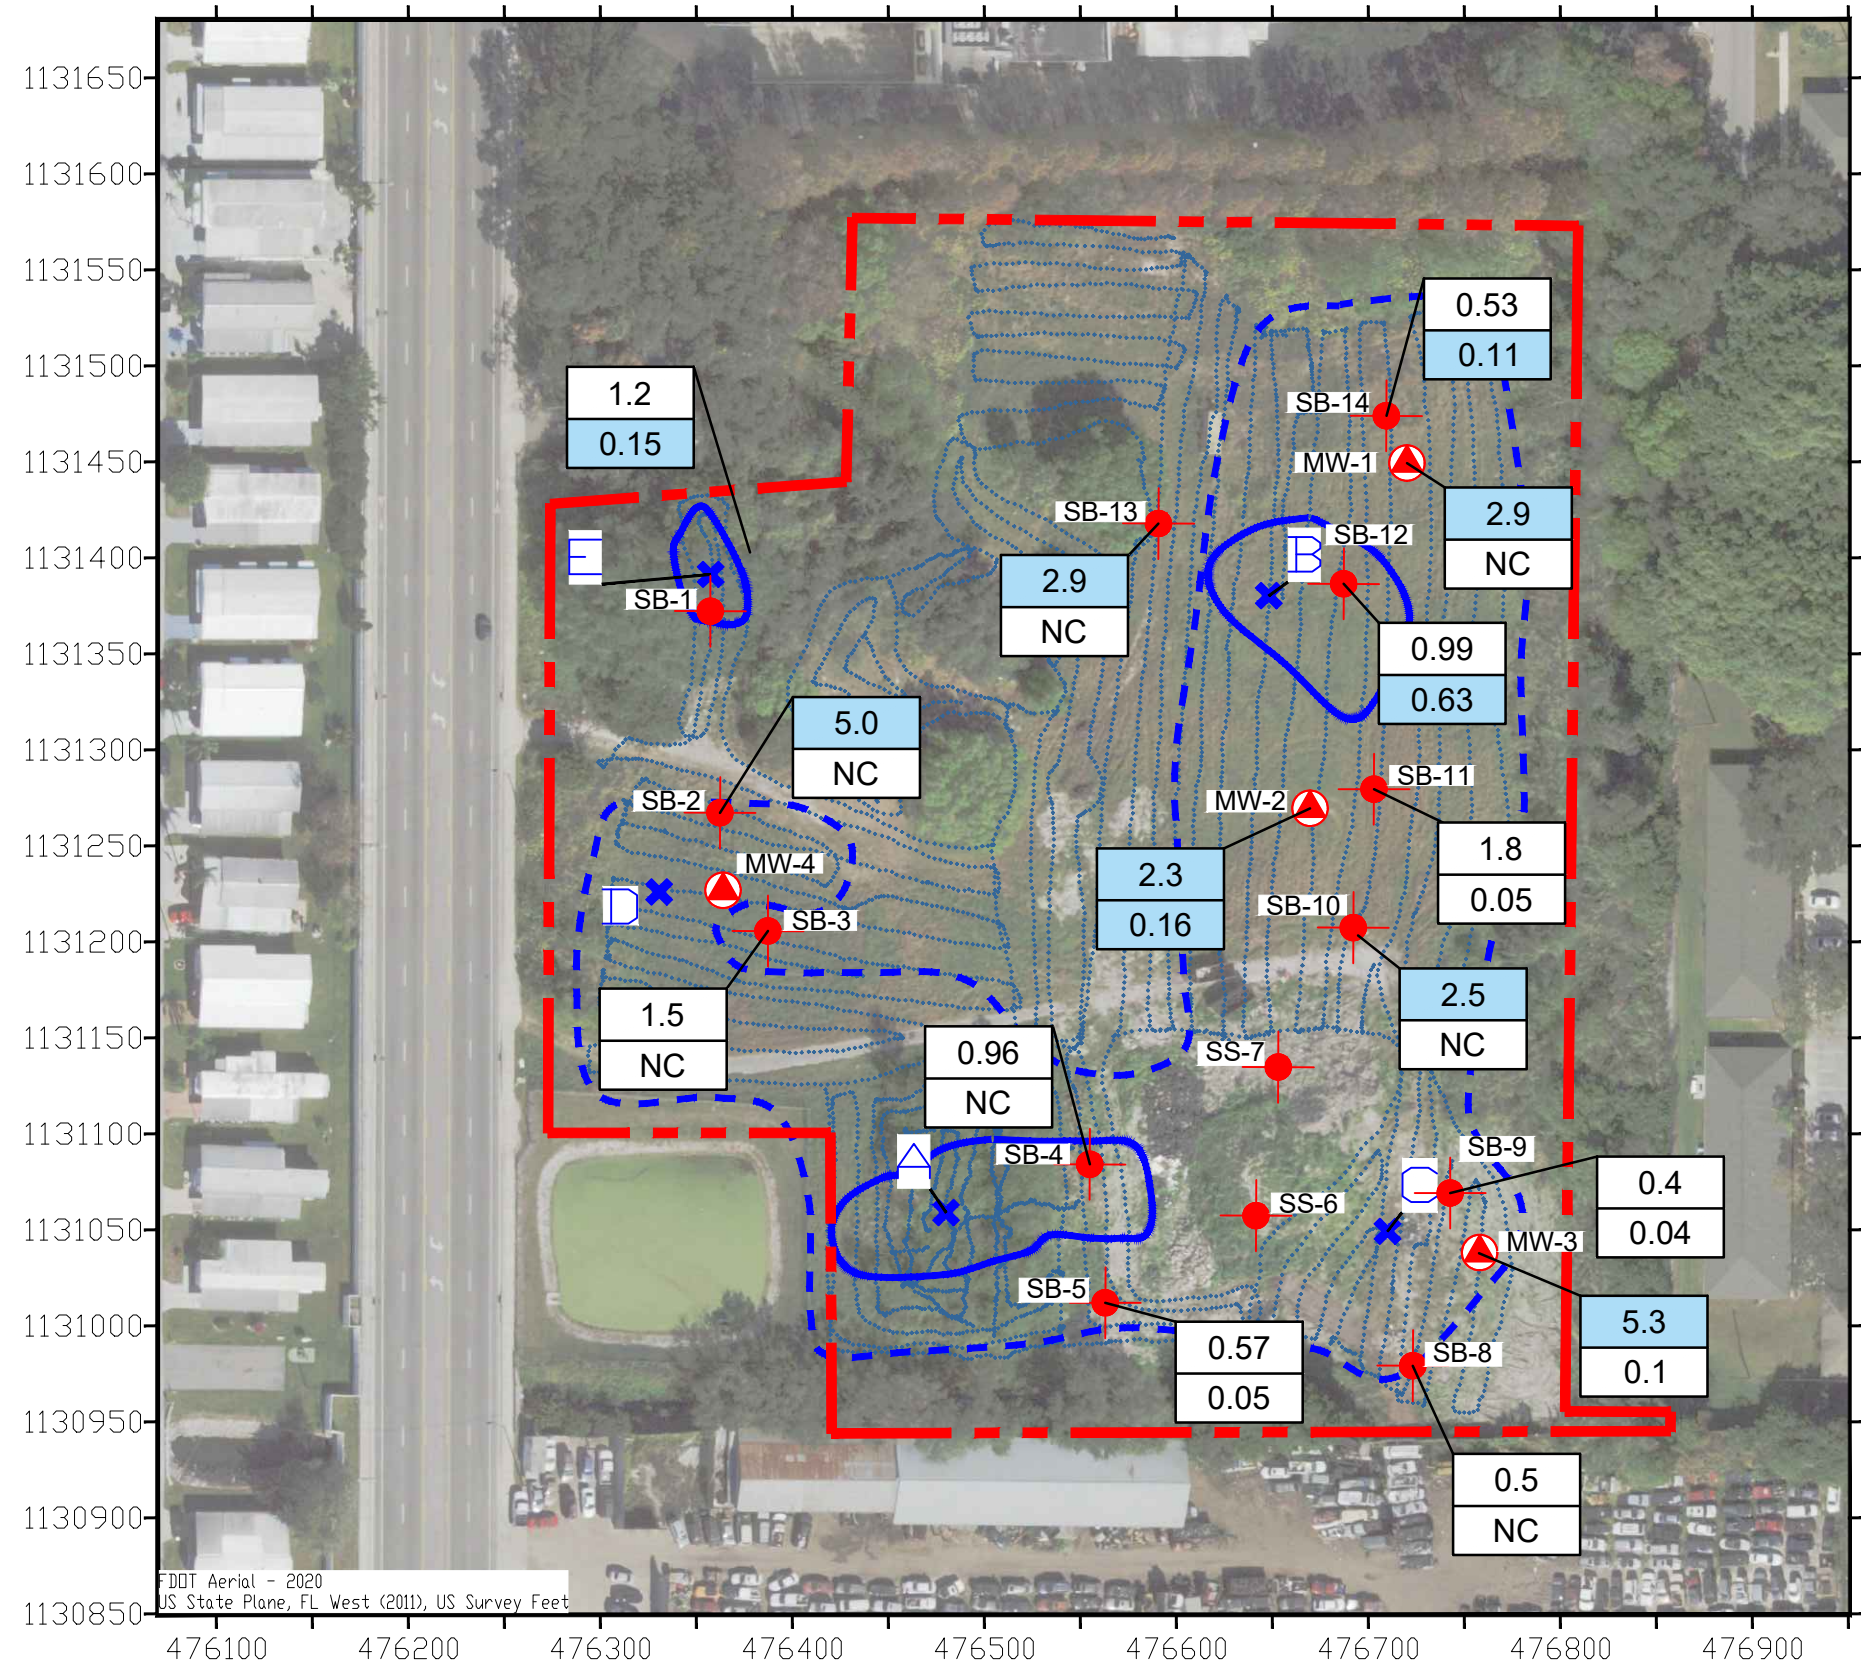 1131650
1131600
1131550
1131500
1131450
1131400
1131350
1131300
1131250
1131200
1131150
1131100
1131050
1131000
1130950
1130900
1130850
0.53
0.11
1.2
0.15
SB-14
MW-1
2.9
NC
SB-13
SB-12
B
E
2.9
NC
SB-1
0.99
0.63
5.0
NC
SB-2
MW-2
SB-11
MW-4
1.8
0.05
2.3
0.16
D
SB-3
SB-10
2.5
NC
1.5
NC
0.96
NC
SS-7
A
SB-4
SB-9
C
0.4
0.04
SS-6
MW-3
SB-5
5.3
0.1
0.57
0.05
SB-8
0.5
NC
FDOT Aerial - 2020
US State Plane, FL West (2011), US Survey Feet
476100 476200 476300 476400 476500 476600 476700 476800 476900